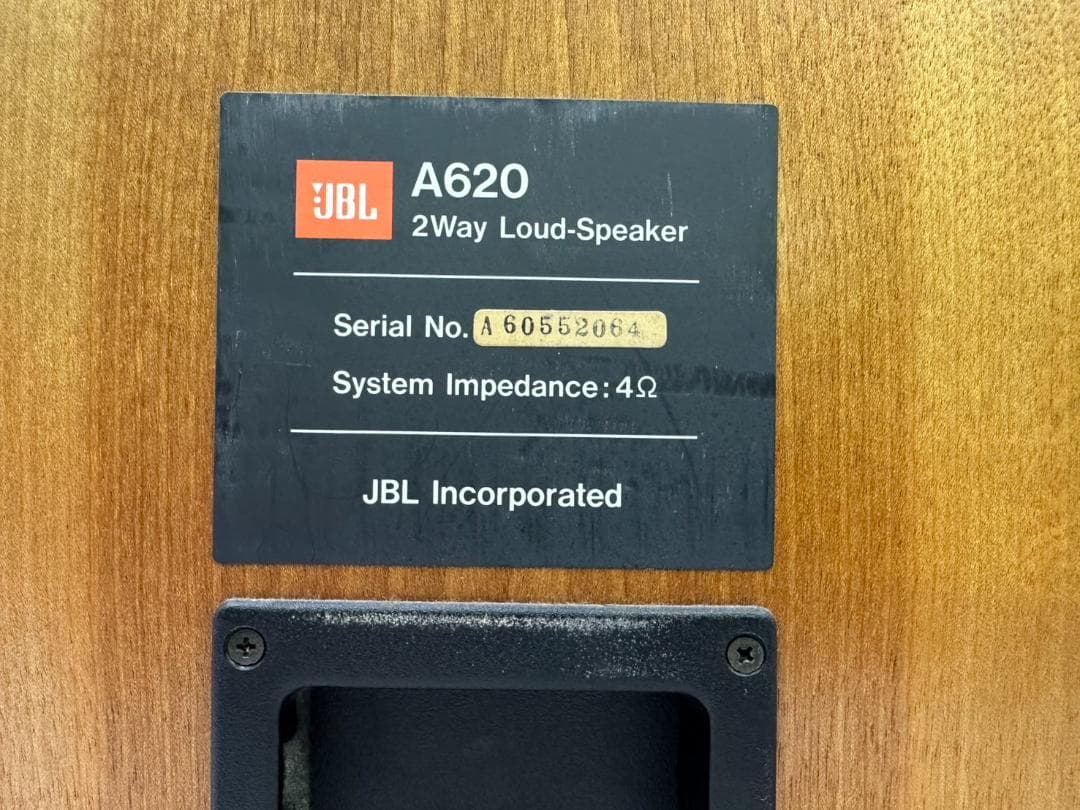 JBL
A620
2Way Loud-Speaker
Serial No. A 60552064
System Impedance: 4Ω
JBL Incorporated